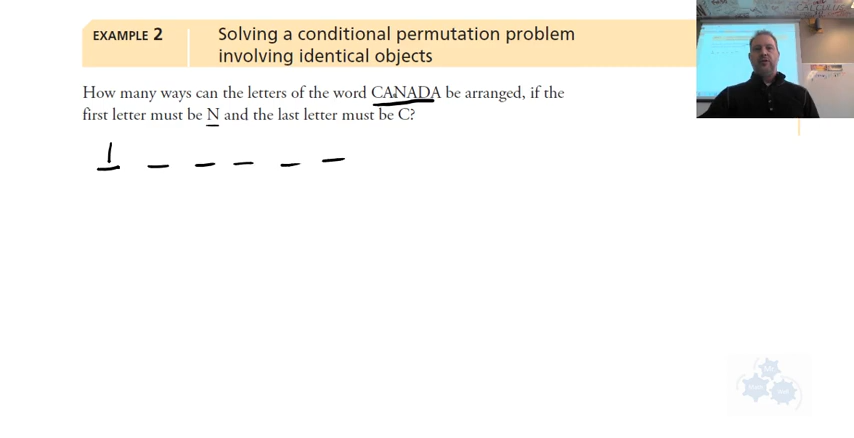 EXAMPLE 2
Solving a conditional permutation problem
involving identical objects
How many ways can the letters of the word CANADA be arranged, if the
first letter must be N and the last letter must be C?
1 _ _ _ _ _